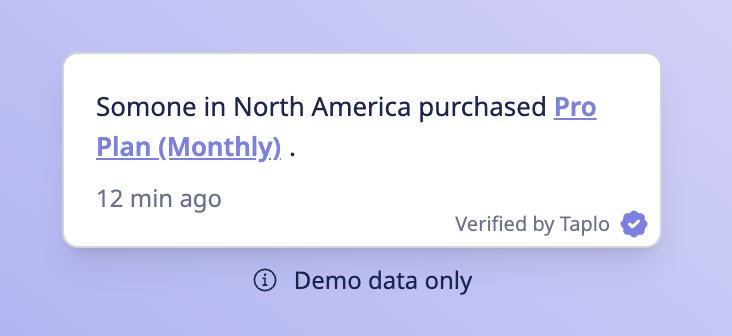 Somone in North America purchased Pro
Plan (Monthly) .
12 min ago
Verified by Taplo
Demo data only